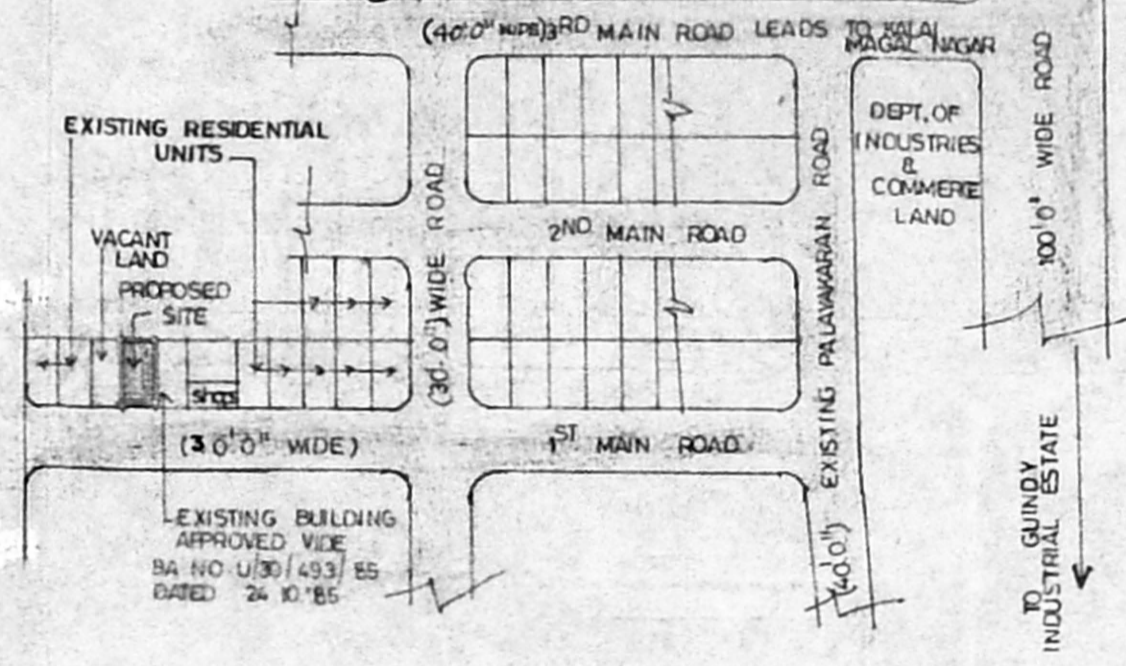 (40'0" WIDE) 3RD MAIN ROAD LEADS TO KALAI
MAGAL NAGAR
100'0" WIDE ROAD
DEPT. OF
INDUSTRIES
&
COMMERCE
LAND
EXISTING RESIDENTIAL
UNITS
(30'.0") WIDE ROAD
2ND MAIN ROAD
EXISTING PALAYAKARAN ROAD
(40'.0")
VACANT
LAND
PROPOSED
SITE
shops
(30'0" WIDE)
1ST MAIN ROAD
EXISTING BUILDING
APPROVED VIDE
BA NO U/30/493/85
DATED 24 10.'85
TO GUINDY
INDUSTRIAL ESTATE